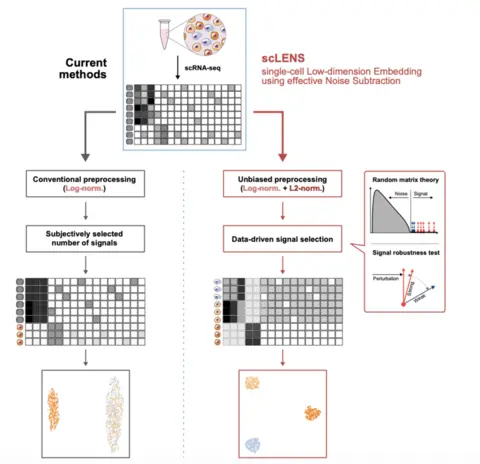 Current
methods
scRNA-seq
scLENS
single-cell Low-dimension Embedding
using effective Noise Subtraction
Conventional preprocessing
(Log-norm.)
Subjectively selected
number of signals
Unbiased preprocessing
(Log-norm. + L2-norm.)
Data-driven signal selection
Random matrix theory
Noise
Signal
Signal robustness test
Perturbation
Strong
Weak